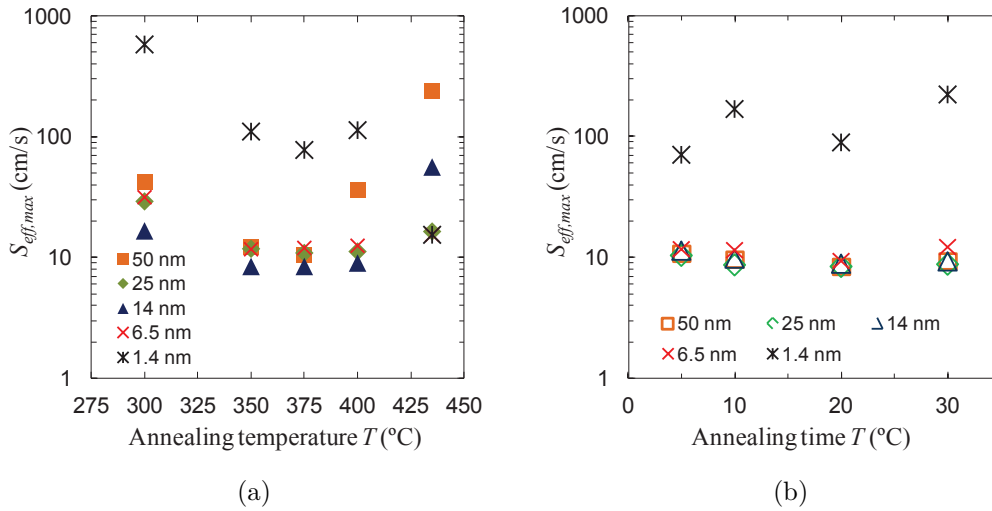 1000
100
10
1
S_eff,max (cm/s)
50 nm
25 nm
14 nm
6.5 nm
1.4 nm
275 300 325 350 375 400 425 450
Annealing temperature T (ºC)
(a)
1000
100
10
1
S_eff,max (cm/s)
50 nm 25 nm 14 nm
6.5 nm 1.4 nm
0 10 20 30
Annealing time T (ºC)
(b)